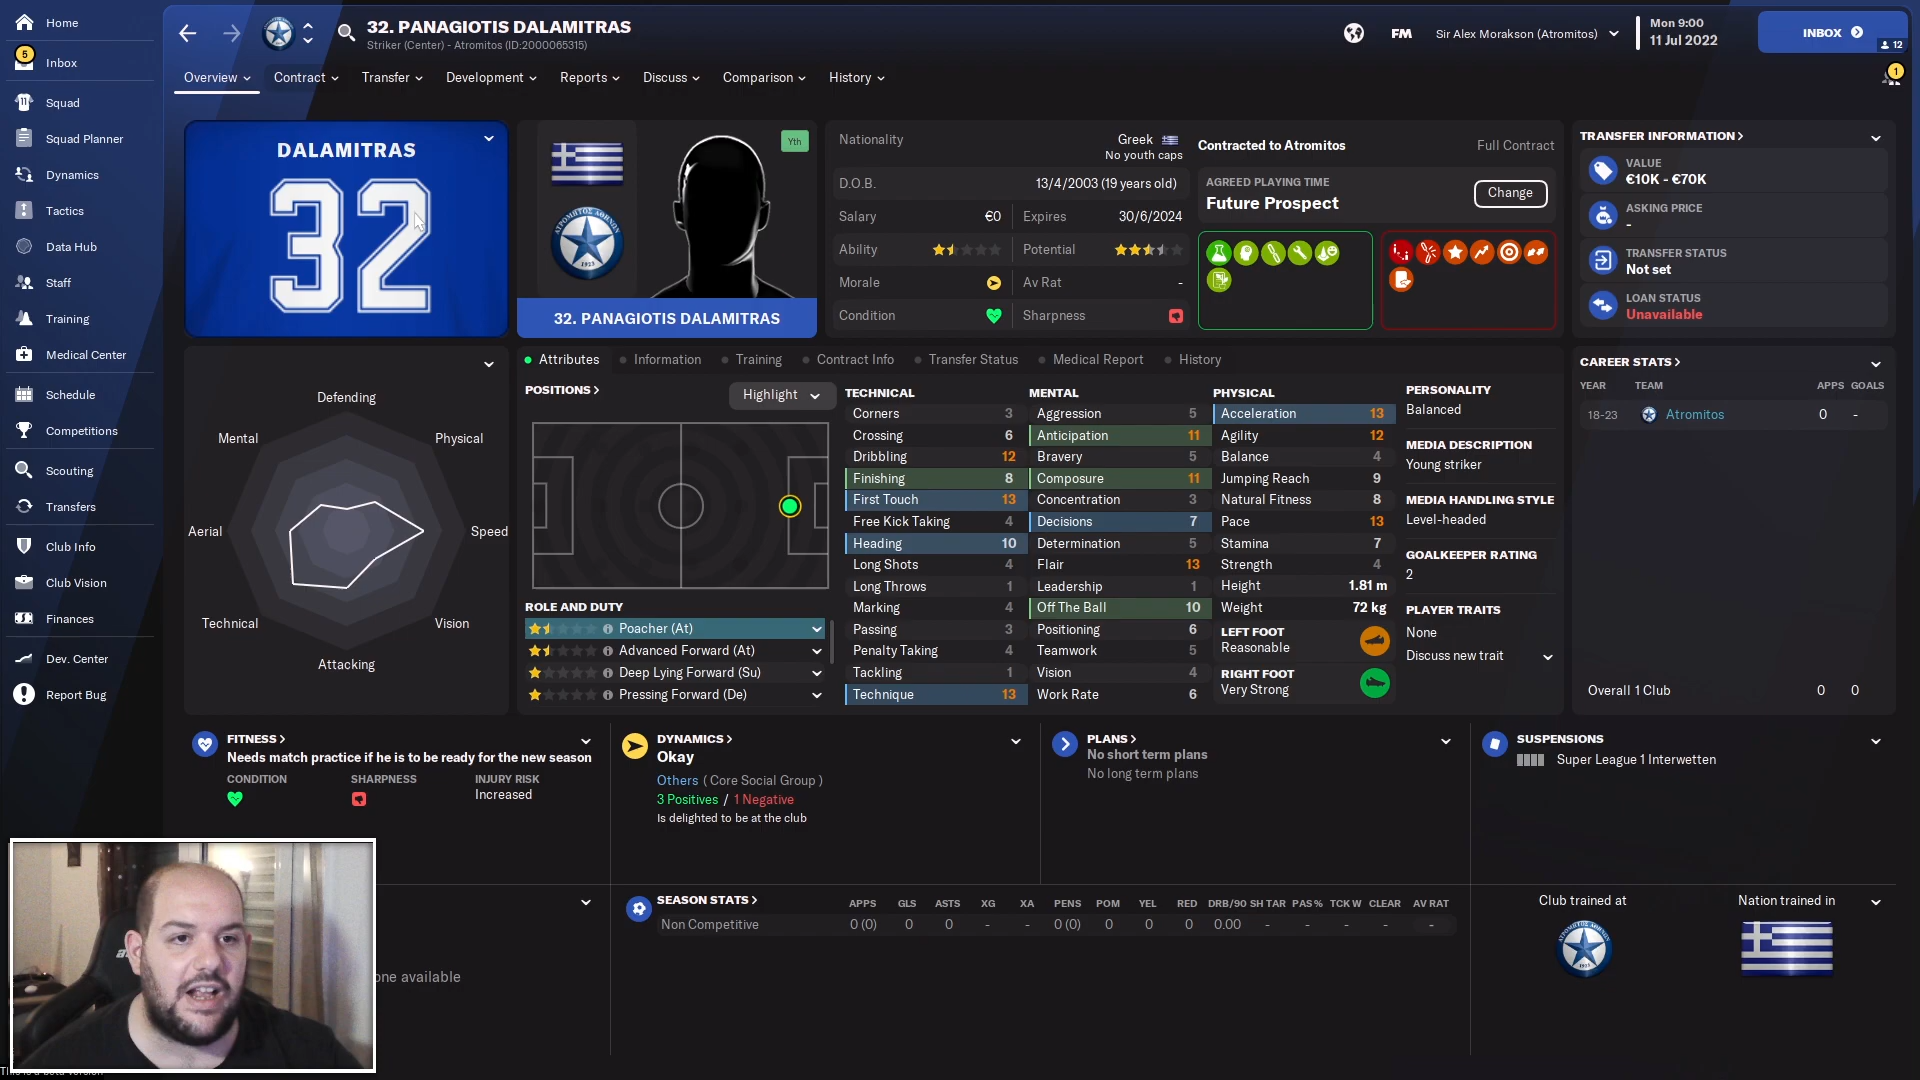 Home
Inbox
5
Squad
Squad Planner
Dynamics
Tactics
Data Hub
Staff
Training
Medical Center
Schedule
Competitions
Scouting
Transfers
Club Info
Club Vision
Finances
Dev. Center
Report Bug
32. PANAGIOTIS DALAMITRAS
Striker (Center) - Atromitos (ID:2000065315)
FM
Sir Alex Morakson (Atromitos)
Mon 9:00
11 Jul 2022
INBOX
12
1
Overview
Contract
Transfer
Development
Reports
Discuss
Comparison
History
DALAMITRAS
32
Yth
32. PANAGIOTIS DALAMITRAS
Nationality Greek
No youth caps
D.O.B. 13/4/2003 (19 years old)
Salary €0 Expires 30/6/2024
Ability Potential
Morale Av Rat -
Condition Sharpness
Contracted to Atromitos Full Contract
AGREED PLAYING TIME
Future Prospect
Change
TRANSFER INFORMATION
VALUE
€10K - €70K
ASKING PRICE
-
TRANSFER STATUS
Not set
LOAN STATUS
Unavailable
Defending
Mental Physical
Aerial Speed
Technical Vision
Attacking
Attributes Information Training Contract Info Transfer Status Medical Report History
POSITIONS
Highlight
ROLE AND DUTY
Poacher (At)
Advanced Forward (At)
Deep Lying Forward (Su)
Pressing Forward (De)
TECHNICAL
Corners 3
Crossing 6
Dribbling 12
Finishing 8
First Touch 13
Free Kick Taking 4
Heading 10
Long Shots 4
Long Throws 1
Marking 4
Passing 3
Penalty Taking 4
Tackling 1
Technique 13
MENTAL
Aggression 5
Anticipation 11
Bravery 5
Composure 11
Concentration 3
Decisions 7
Determination 5
Flair 13
Leadership 1
Off The Ball 10
Positioning 6
Teamwork 5
Vision 4
Work Rate 6
PHYSICAL
Acceleration 13
Agility 12
Balance 4
Jumping Reach 9
Natural Fitness 8
Pace 13
Stamina 7
Strength 4
Height 1.81 m
Weight 72 kg
LEFT FOOT
Reasonable
RIGHT FOOT
Very Strong
PERSONALITY
Balanced
MEDIA DESCRIPTION
Young striker
MEDIA HANDLING STYLE
Level-headed
GOALKEEPER RATING
2
PLAYER TRAITS
None
Discuss new trait
CAREER STATS
YEAR TEAM APPS GOALS
18-23 Atromitos 0 -
Overall 1 Club 0 0
FITNESS
Needs match practice if he is to be ready for the new season
CONDITION SHARPNESS INJURY RISK
Increased
DYNAMICS
Okay
Others ( Core Social Group )
3 Positives / 1 Negative
Is delighted to be at the club
PLANS
No short term plans
No long term plans
SUSPENSIONS
Super League 1 Interwetten
one available
SEASON STATS APPS GLS ASTS XG XA PENS POM YEL RED DRB/90 SH TAR PAS % TCK W CLEAR AV RAT
Non Competitive 0 (0) 0 0 - - 0 (0) 0 0 0 0.00 - - - - -
Club trained at
Nation trained in